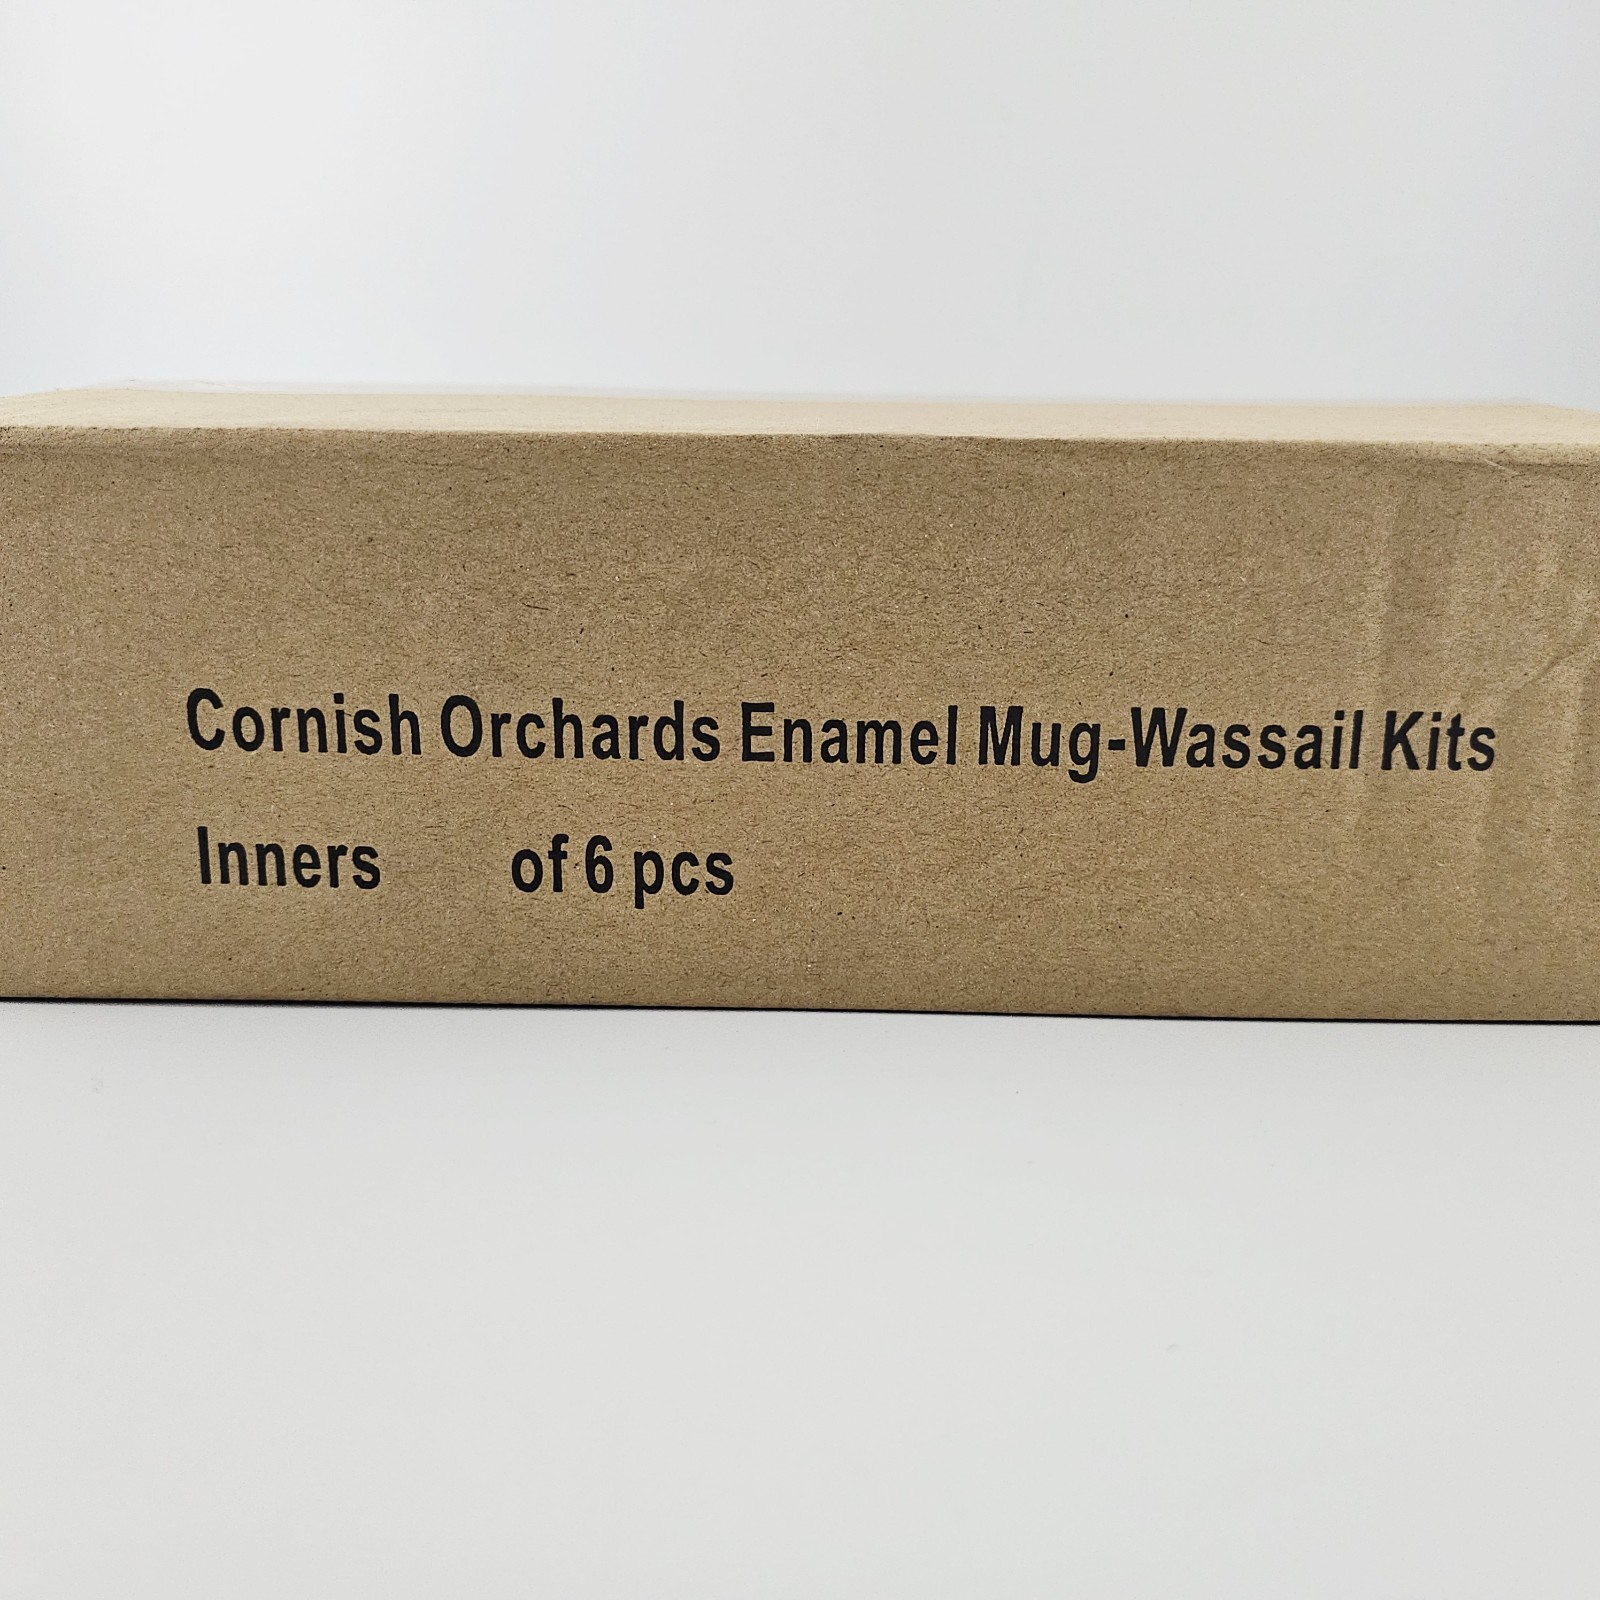 Cornish Orchards Enamel Mug-Wassail Kits
Inners of 6 pcs